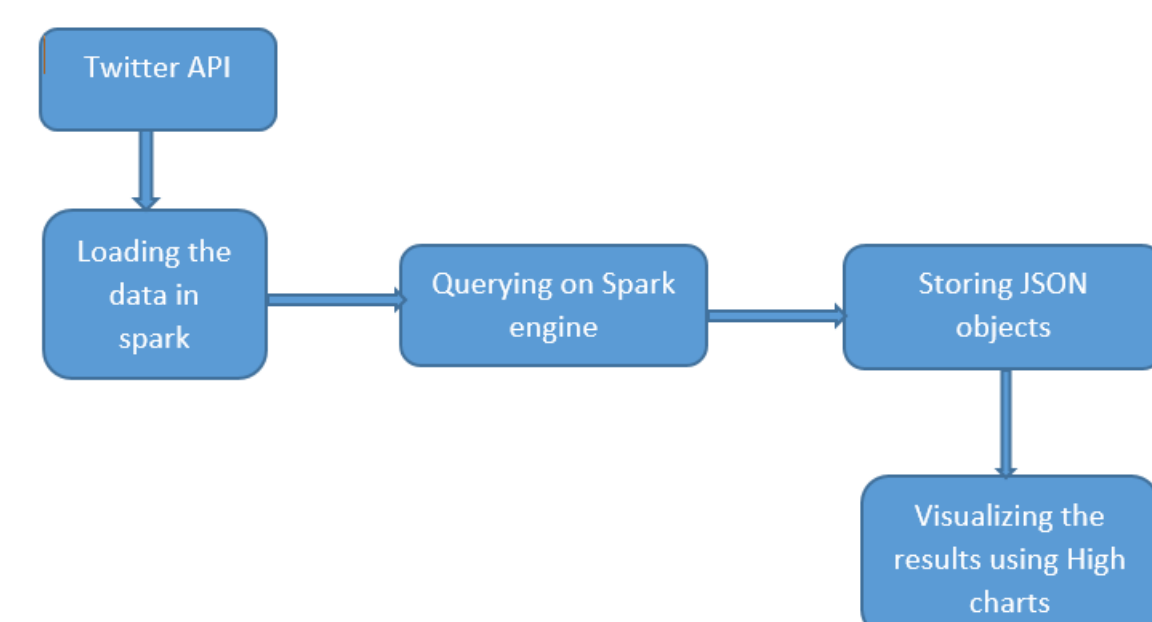 Twitter API
Loading the
data in
spark
Querying on Spark
engine
Storing JSON
objects
Visualizing the
results using High
charts